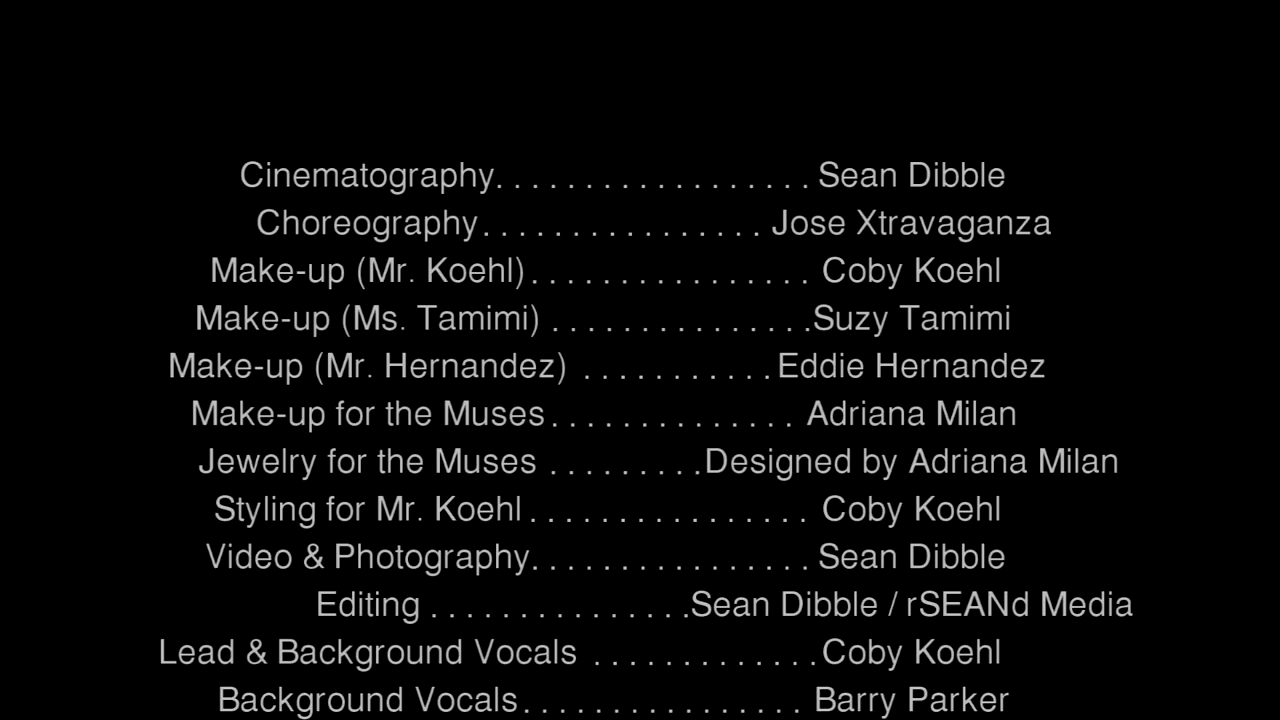 Cinematography. . . . . . . . . . . . . . . . . . Sean Dibble
Choreography. . . . . . . . . . . . . . . . Jose Xtravaganza
Make-up (Mr. Koehl). . . . . . . . . . . . . . . . Coby Koehl
Make-up (Ms. Tamimi) . . . . . . . . . . . . . . .Suzy Tamimi
Make-up (Mr. Hernandez) . . . . . . . . . . .Eddie Hernandez
Make-up for the Muses. . . . . . . . . . . . . . Adriana Milan
Jewelry for the Muses . . . . . . . . .Designed by Adriana Milan
Styling for Mr. Koehl. . . . . . . . . . . . . . . . Coby Koehl
Video & Photography. . . . . . . . . . . . . . . . Sean Dibble
Editing . . . . . . . . . . . . . . .Sean Dibble / rSEANd Media
Lead & Background Vocals . . . . . . . . . . . . .Coby Koehl
Background Vocals. . . . . . . . . . . . . . . . Barry Parker